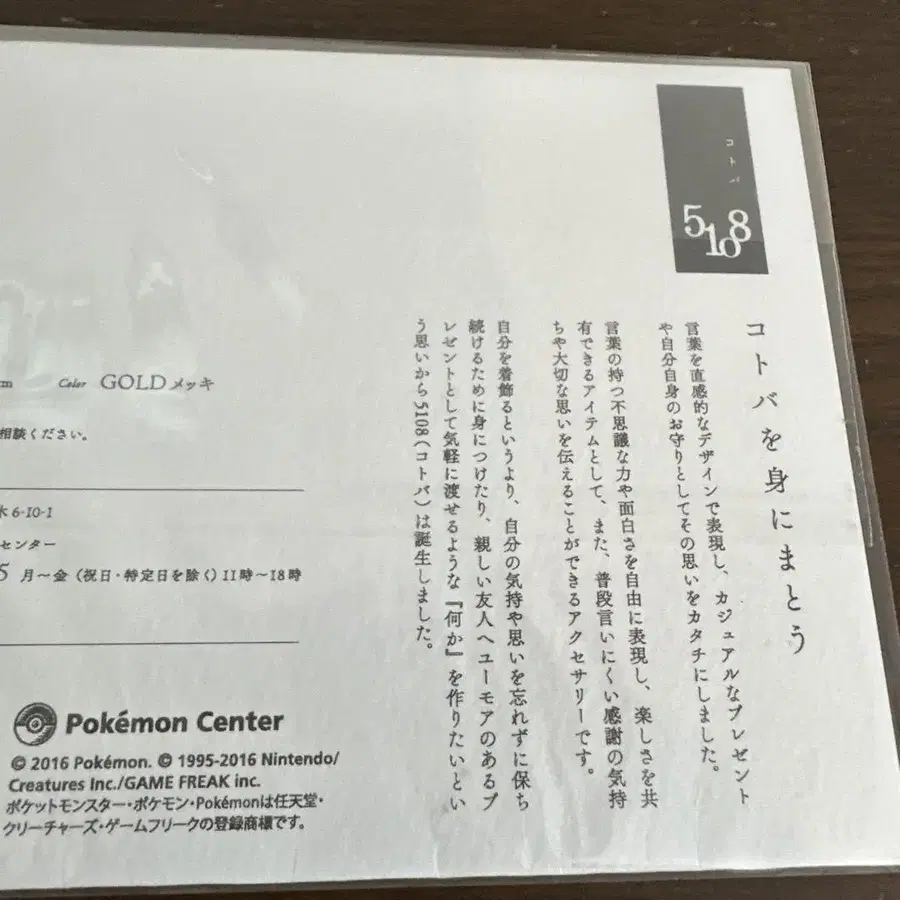 コトバ
5108
コトバを身にまとう
言葉を直感的なデザインで表現し、カジュアルなプレゼント
や自分自身のお守りとしてその思いをカタチにしました。
言葉の持つ不思議な力や面白さを自由に表現し、楽しさを共
有できるアイテムとして、また、普段言いにくい感謝の気持
ちや大切な思いを伝えることができるアクセサリーです。
自分を着飾るというより、自分の気持や思いを忘れずに保ち
続けるために身につけたり、親しい友人へユーモアのあるプ
レゼントとして気軽に渡せるような『何か』を作りたいとい
う思いから5108(コトバ)は誕生しました。
cm Color GOLDメッキ
相談ください。
木 6-10-1
センター
5 月〜金(祝日・特定日を除く)11時〜18時
Pokémon Center
© 2016 Pokémon. © 1995-2016 Nintendo/
Creatures Inc./GAME FREAK inc.
ポケットモンスター・ポケモン・Pokémonは任天堂・
クリーチャーズ・ゲームフリークの登録商標です。